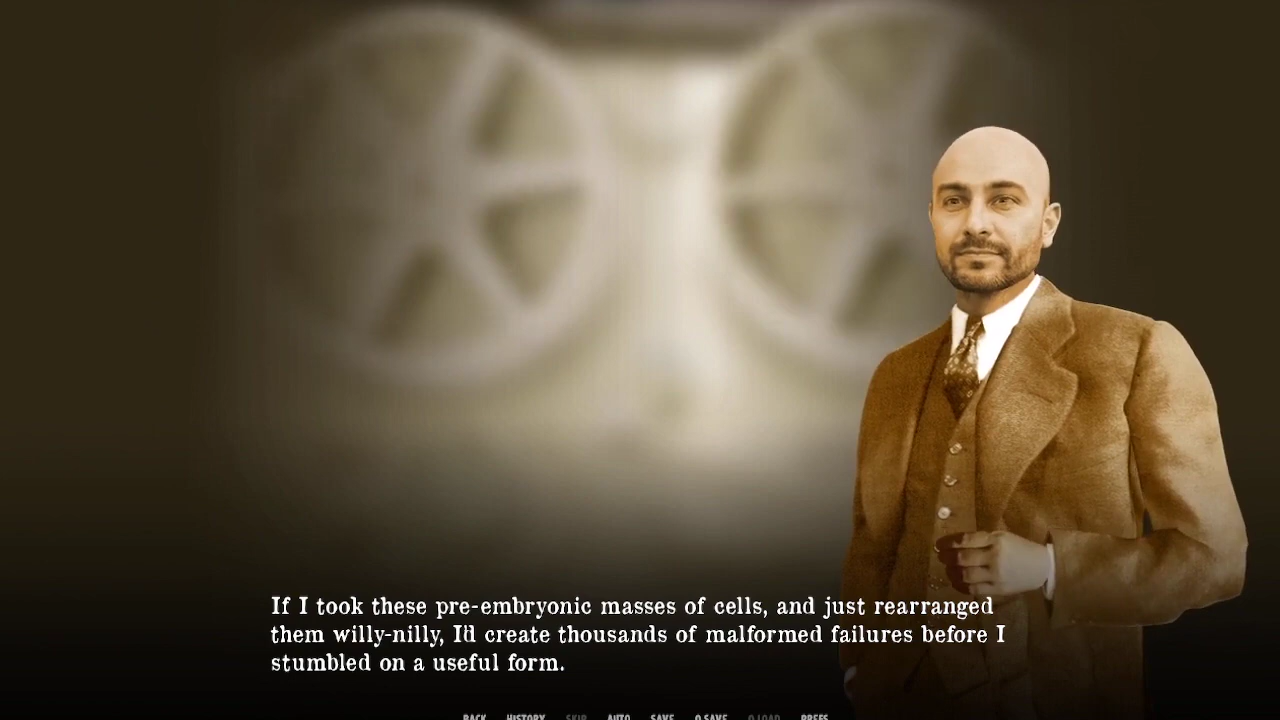 If I took these pre-embryonic masses of cells, and just rearranged
them willy-nilly, I'd create thousands of malformed failures before I
stumbled on a useful form.
BACK HISTORY SKIP AUTO SAVE Q.SAVE Q.LOAD PREFS